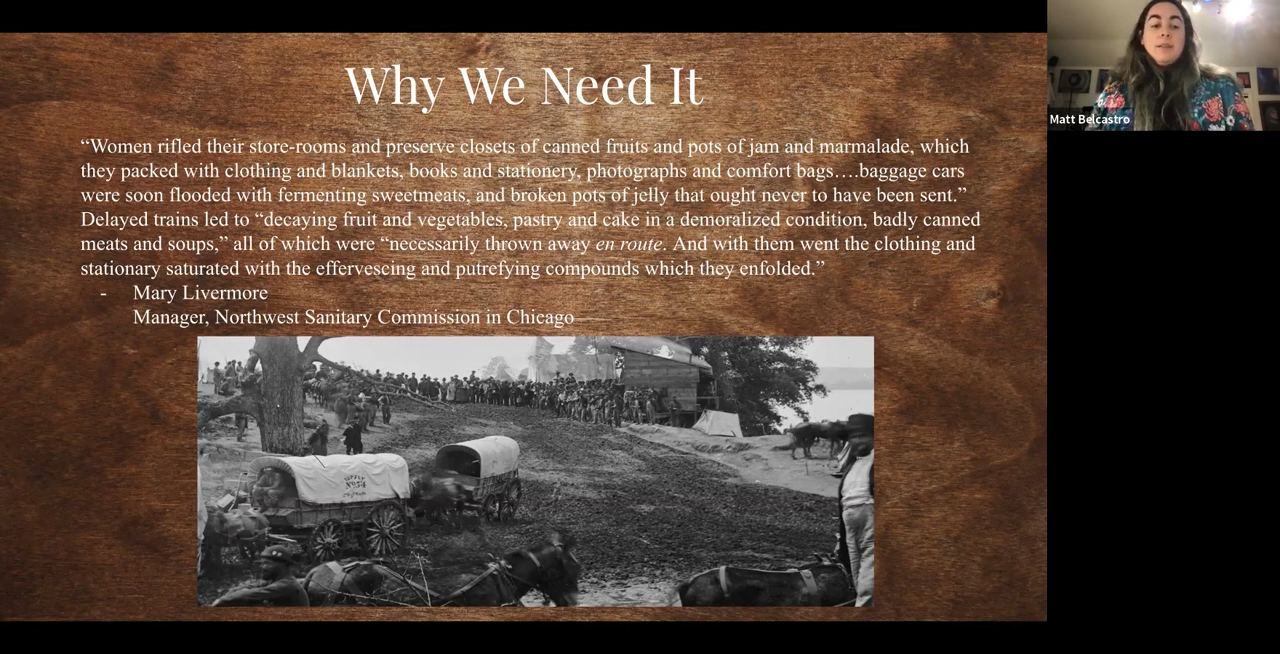 Why We Need It
“Women rifled their store-rooms and preserve closets of canned fruits and pots of jam and marmalade, which
they packed with clothing and blankets, books and stationery, photographs and comfort bags….baggage cars
were soon flooded with fermenting sweetmeats, and broken pots of jelly that ought never to have been sent.”
Delayed trains led to “decaying fruit and vegetables, pastry and cake in a demoralized condition, badly canned
meats and soups,” all of which were “necessarily thrown away en route. And with them went the clothing and
stationary saturated with the effervescing and putrefying compounds which they enfolded.”
- Mary Livermore
Manager, Northwest Sanitary Commission in Chicago
Matt Belcastro